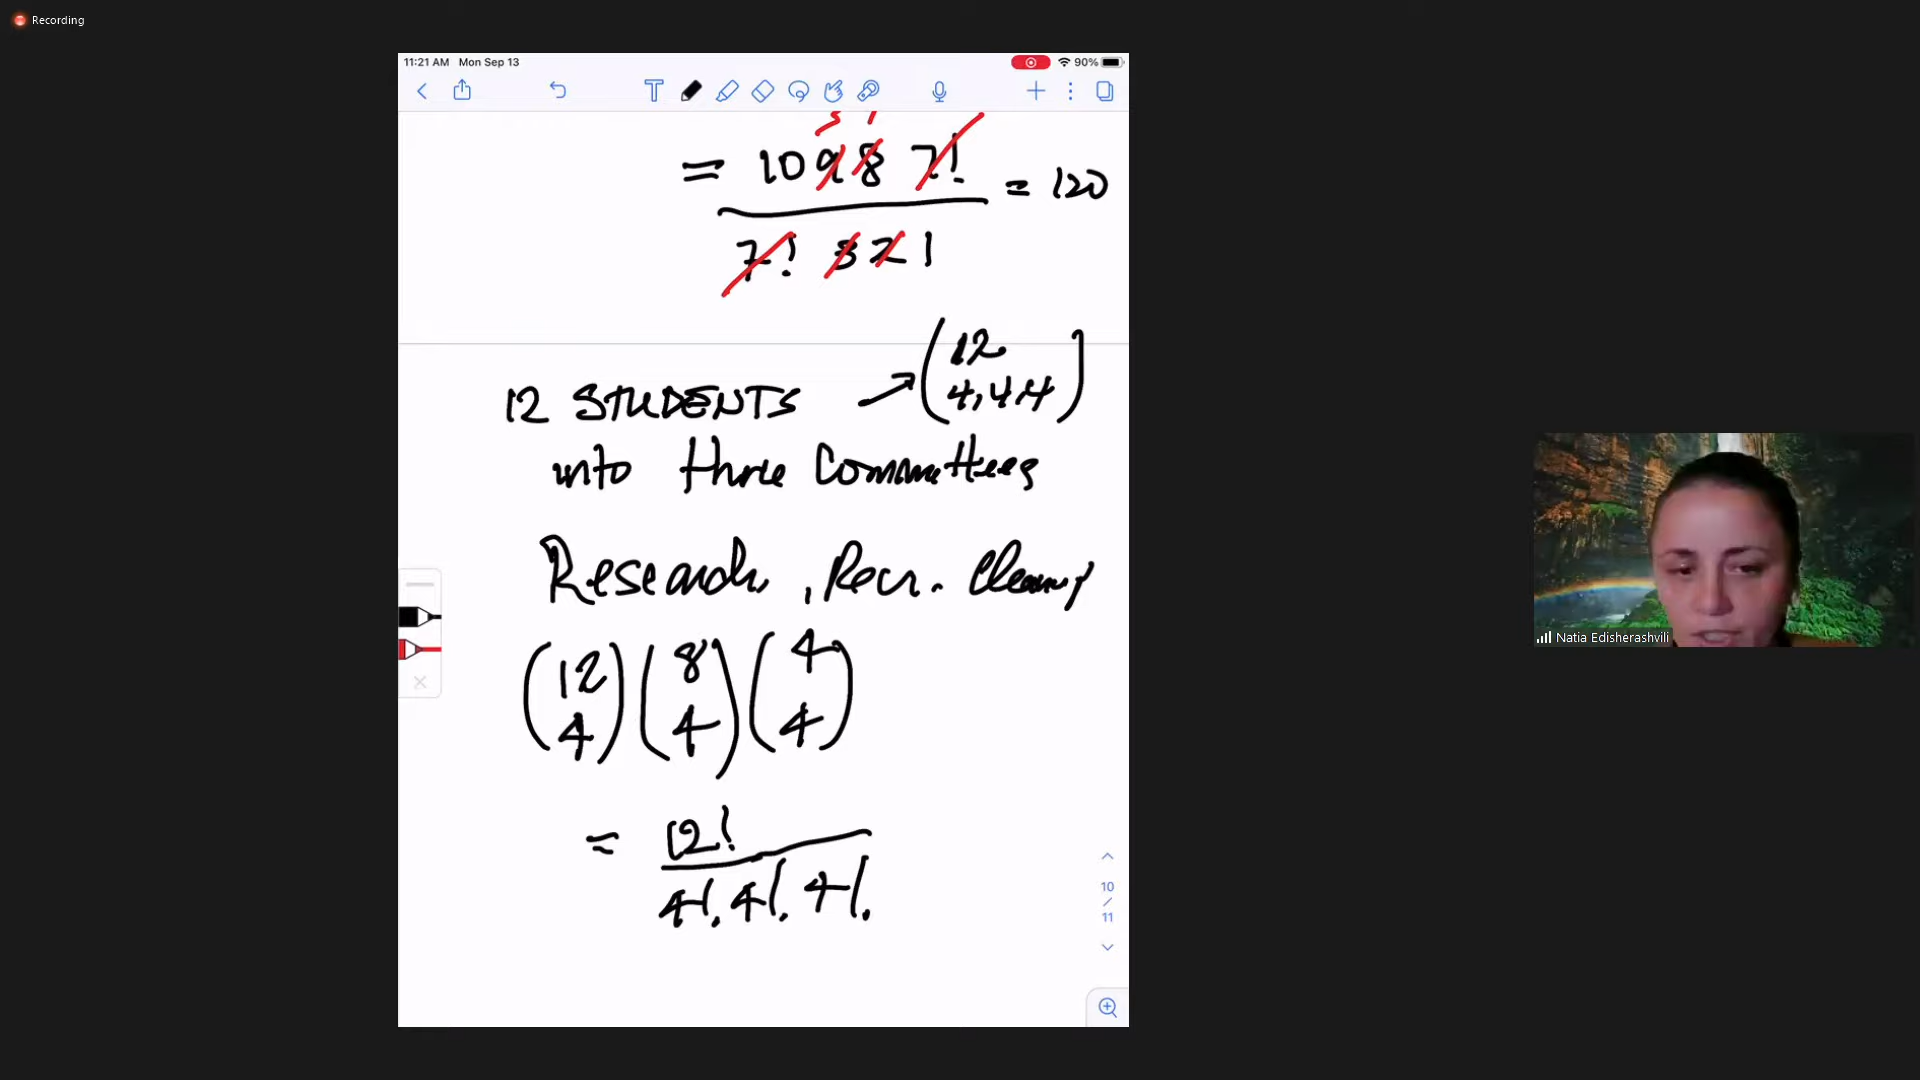 Recording
11:21 AM Mon Sep 13
90%
= 10 9 8 7!
7! 3 2 1
= 120
12 STUDENTS → (12
4,4,4)
into three Committees
Research, Recr. Cleanup
(12 4) (8 4) (4 4)
= 12!
4! 4! 4!
10
/
11
Natia Edisherashvili